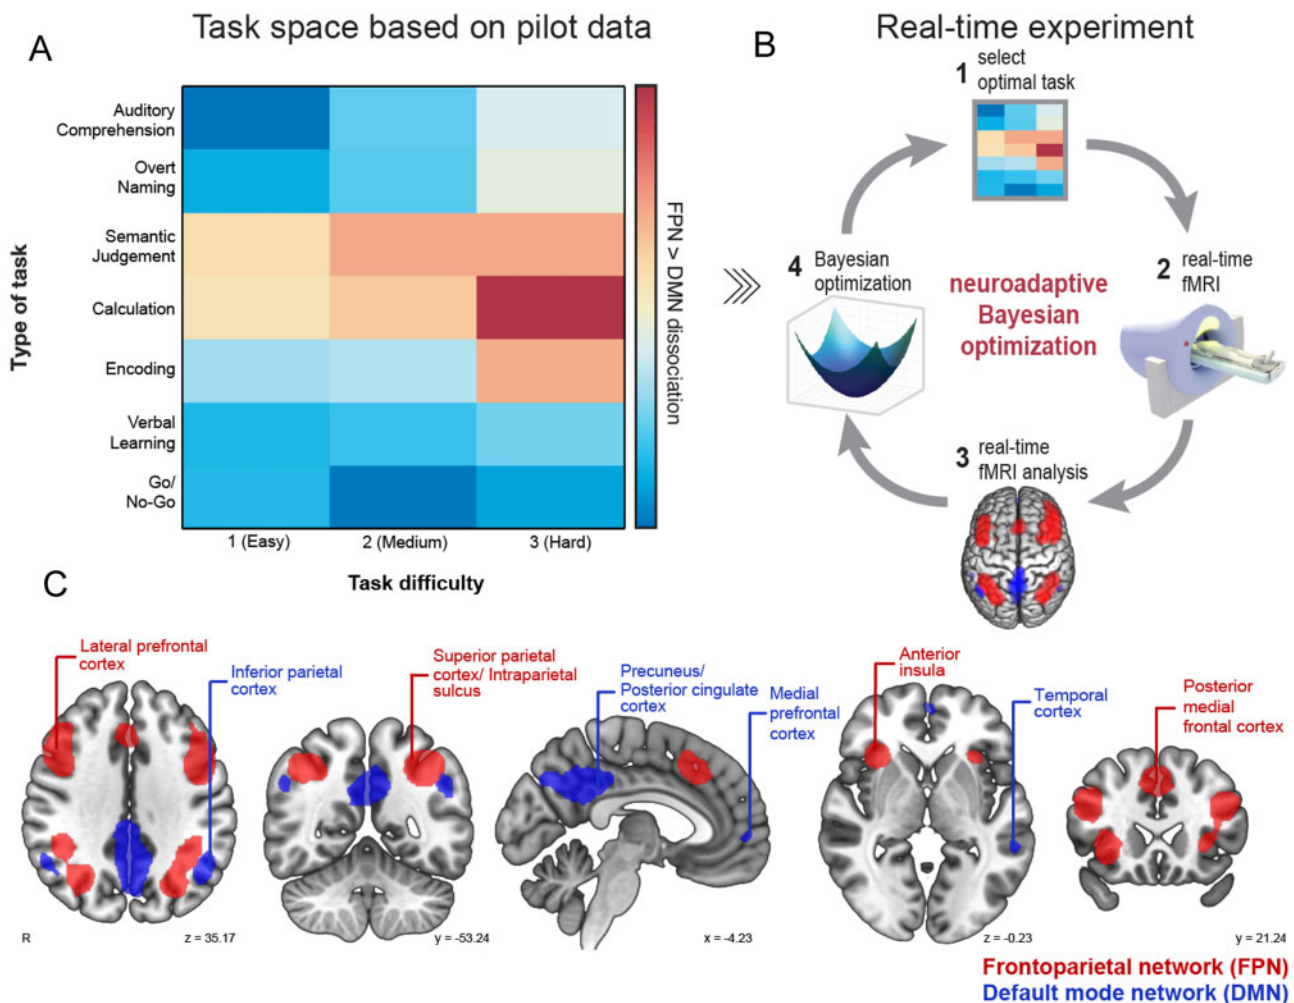 Task space based on pilot data
A
Type of task
Auditory
Comprehension
Overt
Naming
Semantic
Judgement
Calculation
Encoding
Verbal
Learning
Go/
No-Go
1 (Easy)
2 (Medium)
3 (Hard)
Task difficulty
FPN > DMN dissociation
Real-time experiment
B
1 select
optimal task
2 real-time
fMRI
3 real-time
fMRI analysis
4 Bayesian
optimization
neuroadaptive
Bayesian
optimization
C
Lateral prefrontal
cortex
Inferior parietal
cortex
Superior parietal
cortex/ Intraparietal
sulcus
Precuneus/
Posterior cingulate
cortex
Medial
prefrontal
cortex
Anterior
insula
Temporal
cortex
Posterior
medial
frontal cortex
R
z = 35.17
y = -53.24
x = -4.23
z = -0.23
y = 21.24
Frontoparietal network (FPN)
Default mode network (DMN)